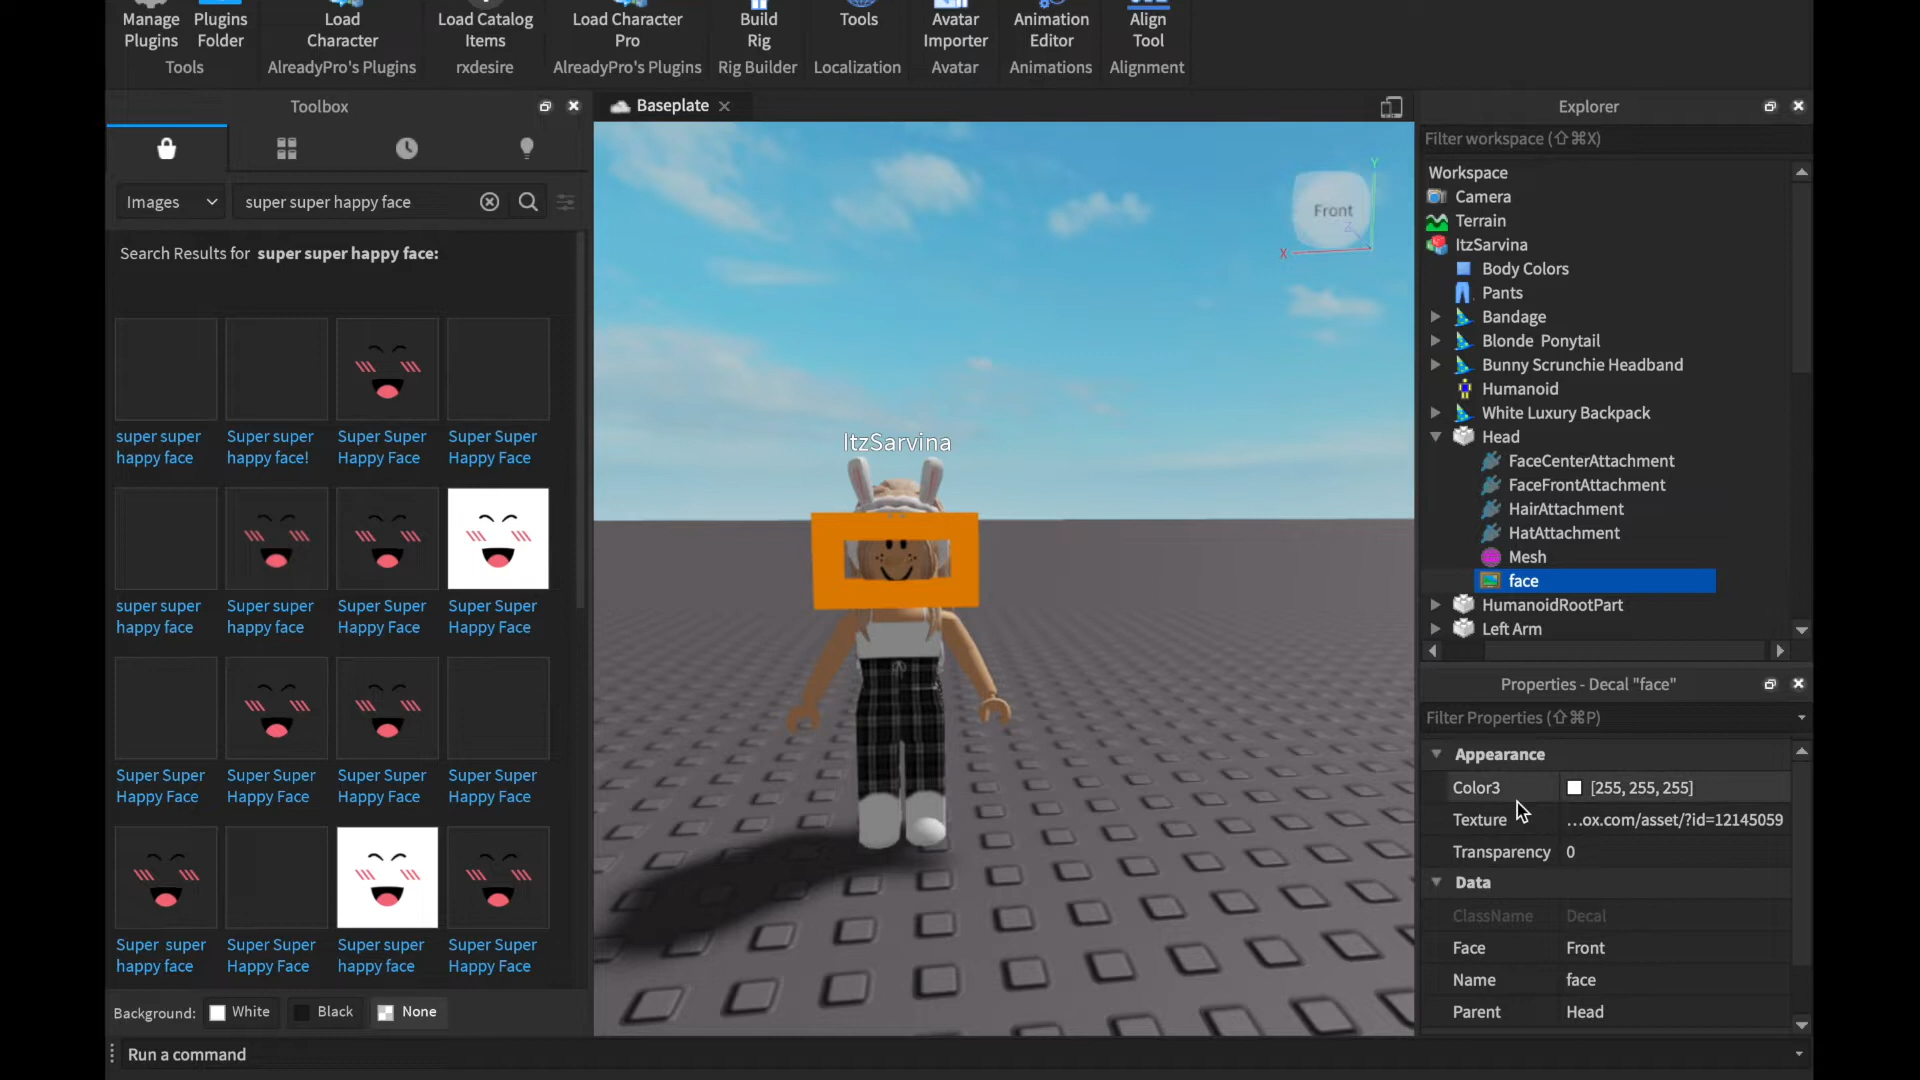 Manage Plugins
Plugins Folder
Load Character
Load Catalog Items
Load Character Pro
Build Rig
Tools
Avatar Importer
Animation Editor
Align Tool
Tools
AlreadyPro's Plugins
rxdesire
AlreadyPro's Plugins
Rig Builder
Localization
Avatar
Animations
Alignment
Toolbox
Images
super super happy face
Search Results for super super happy face:
super super happy face
Super super happy face!
Super Super Happy Face
Super Super Happy Face
super super happy face
Super super happy face
Super Super Happy Face
Super Super Happy Face
Super Super Happy Face
Super Super Happy Face
Super Super Happy Face
Super Super Happy Face
Super super happy face
Super Super Happy Face
Super super happy face
Super Super Happy Face
Background:
White
Black
None
Run a command
Baseplate
Front
Y
Z
X
ItzSarvina
Explorer
Filter workspace (⇧⌘X)
Workspace
Camera
Terrain
ItzSarvina
Body Colors
Pants
Bandage
Blonde Ponytail
Bunny Scrunchie Headband
Humanoid
White Luxury Backpack
Head
FaceCenterAttachment
FaceFrontAttachment
HairAttachment
HatAttachment
Mesh
face
HumanoidRootPart
Left Arm
Properties - Decal "face"
Filter Properties (⇧⌘P)
Appearance
Color3 [255, 255, 255]
Texture ...ox.com/asset/?id=12145059
Transparency 0
Data
ClassName Decal
Face Front
Name face
Parent Head